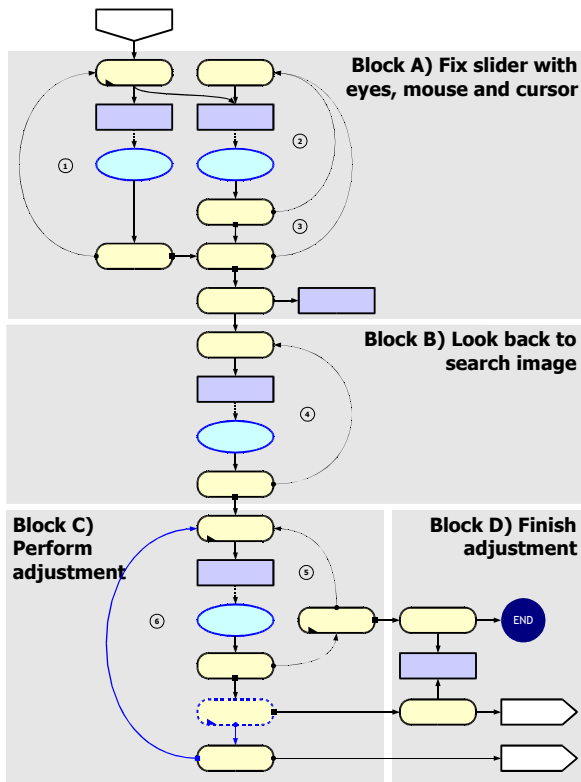 Block A) Fix slider with
eyes, mouse and cursor
2
1
3
Block B) Look back to
search image
4
Block C)
Perform
adjustment
Block D) Finish
adjustment
5
6
END